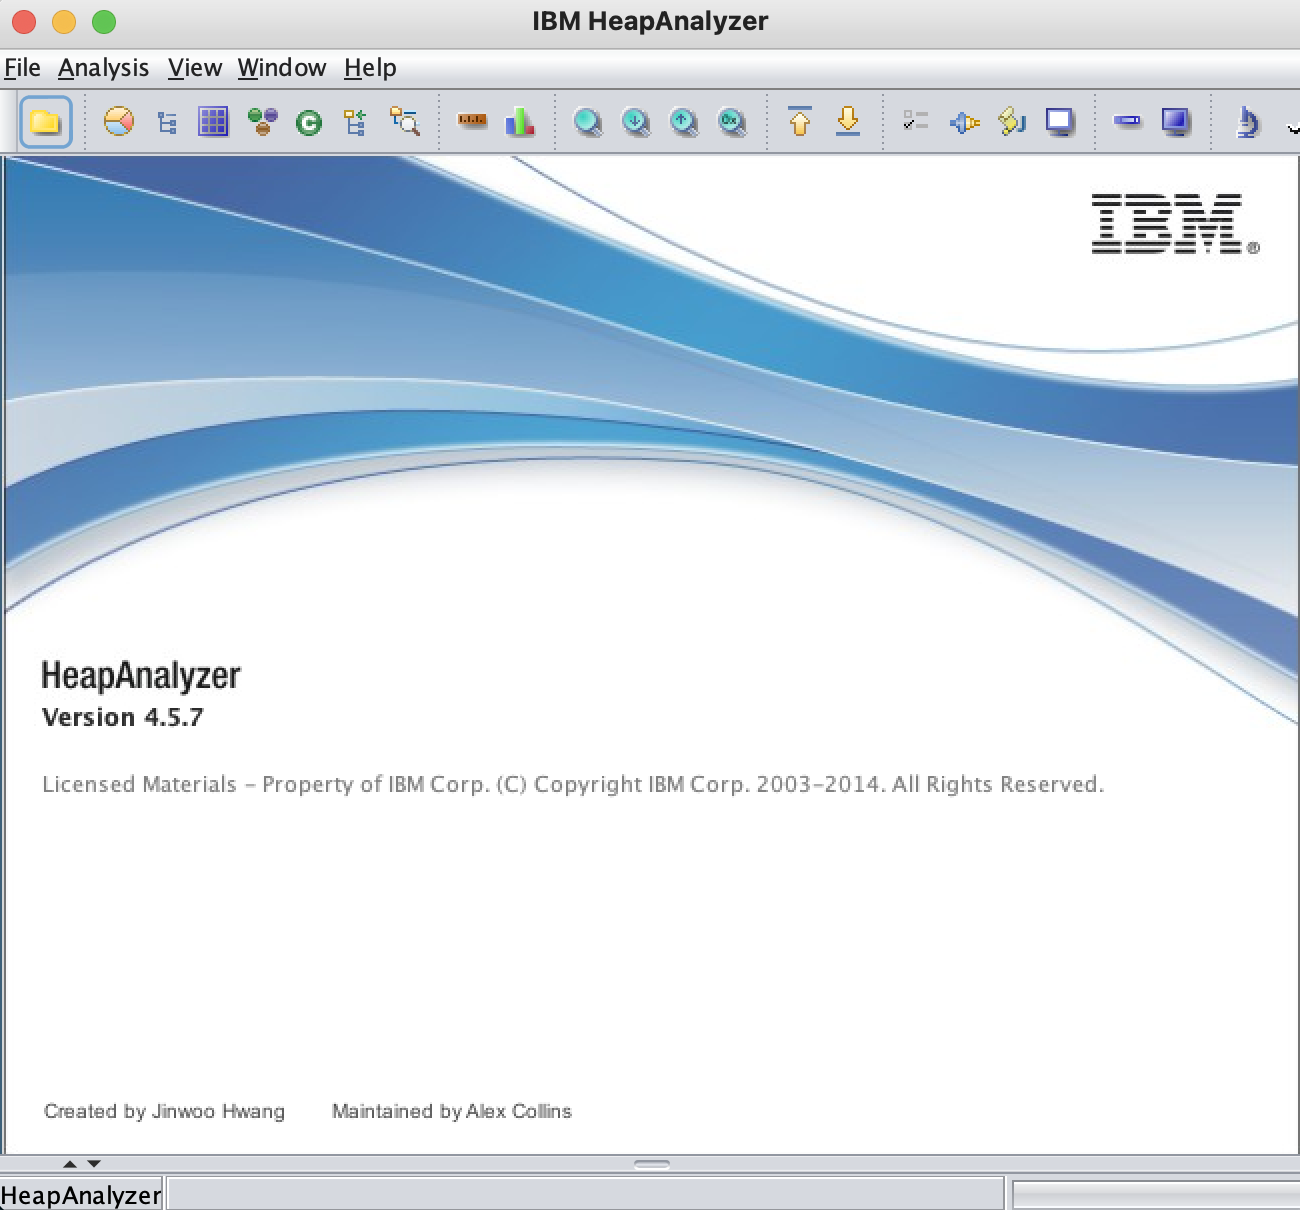 IBM HeapAnalyzer
File Analysis View Window Help
C
0x
IBM®
HeapAnalyzer
Version 4.5.7
Licensed Materials – Property of IBM Corp. (C) Copyright IBM Corp. 2003–2014. All Rights Reserved.
Created by Jinwoo Hwang Maintained by Alex Collins
HeapAnalyzer